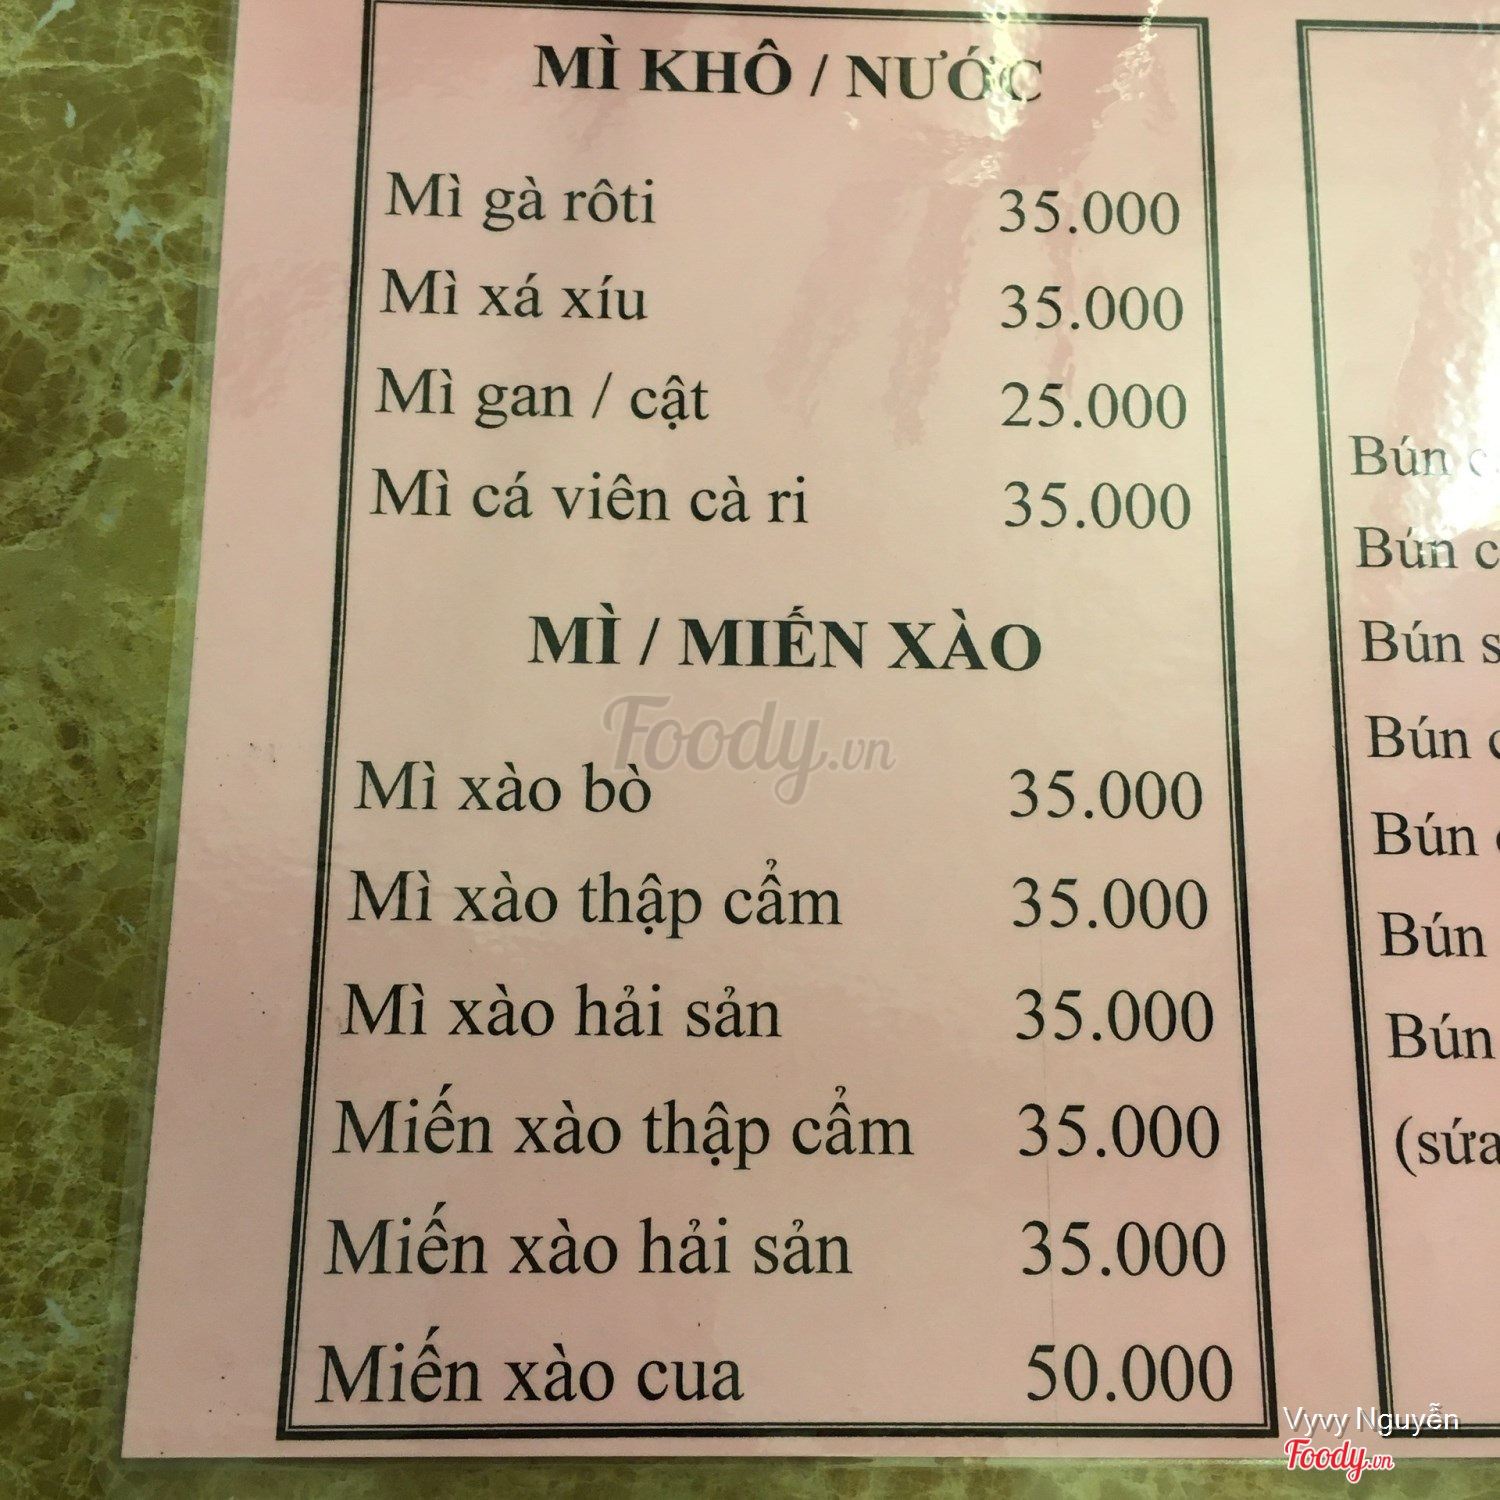 MÌ KHÔ / NƯỚC
Mì gà rôti 35.000
Mì xá xíu 35.000
Mì gan / cật 25.000
Mì cá viên cà ri 35.000
MÌ / MIẾN XÀO
Foody.vn
Mì xào bò 35.000
Mì xào thập cẩm 35.000
Mì xào hải sản 35.000
Miến xào thập cẩm 35.000
Miến xào hải sản 35.000
Miến xào cua 50.000
Bún
Bún
Bún
Bún
Bún
Bún
Bún
(sứa
Vyvy Nguyễn
Foody.vn